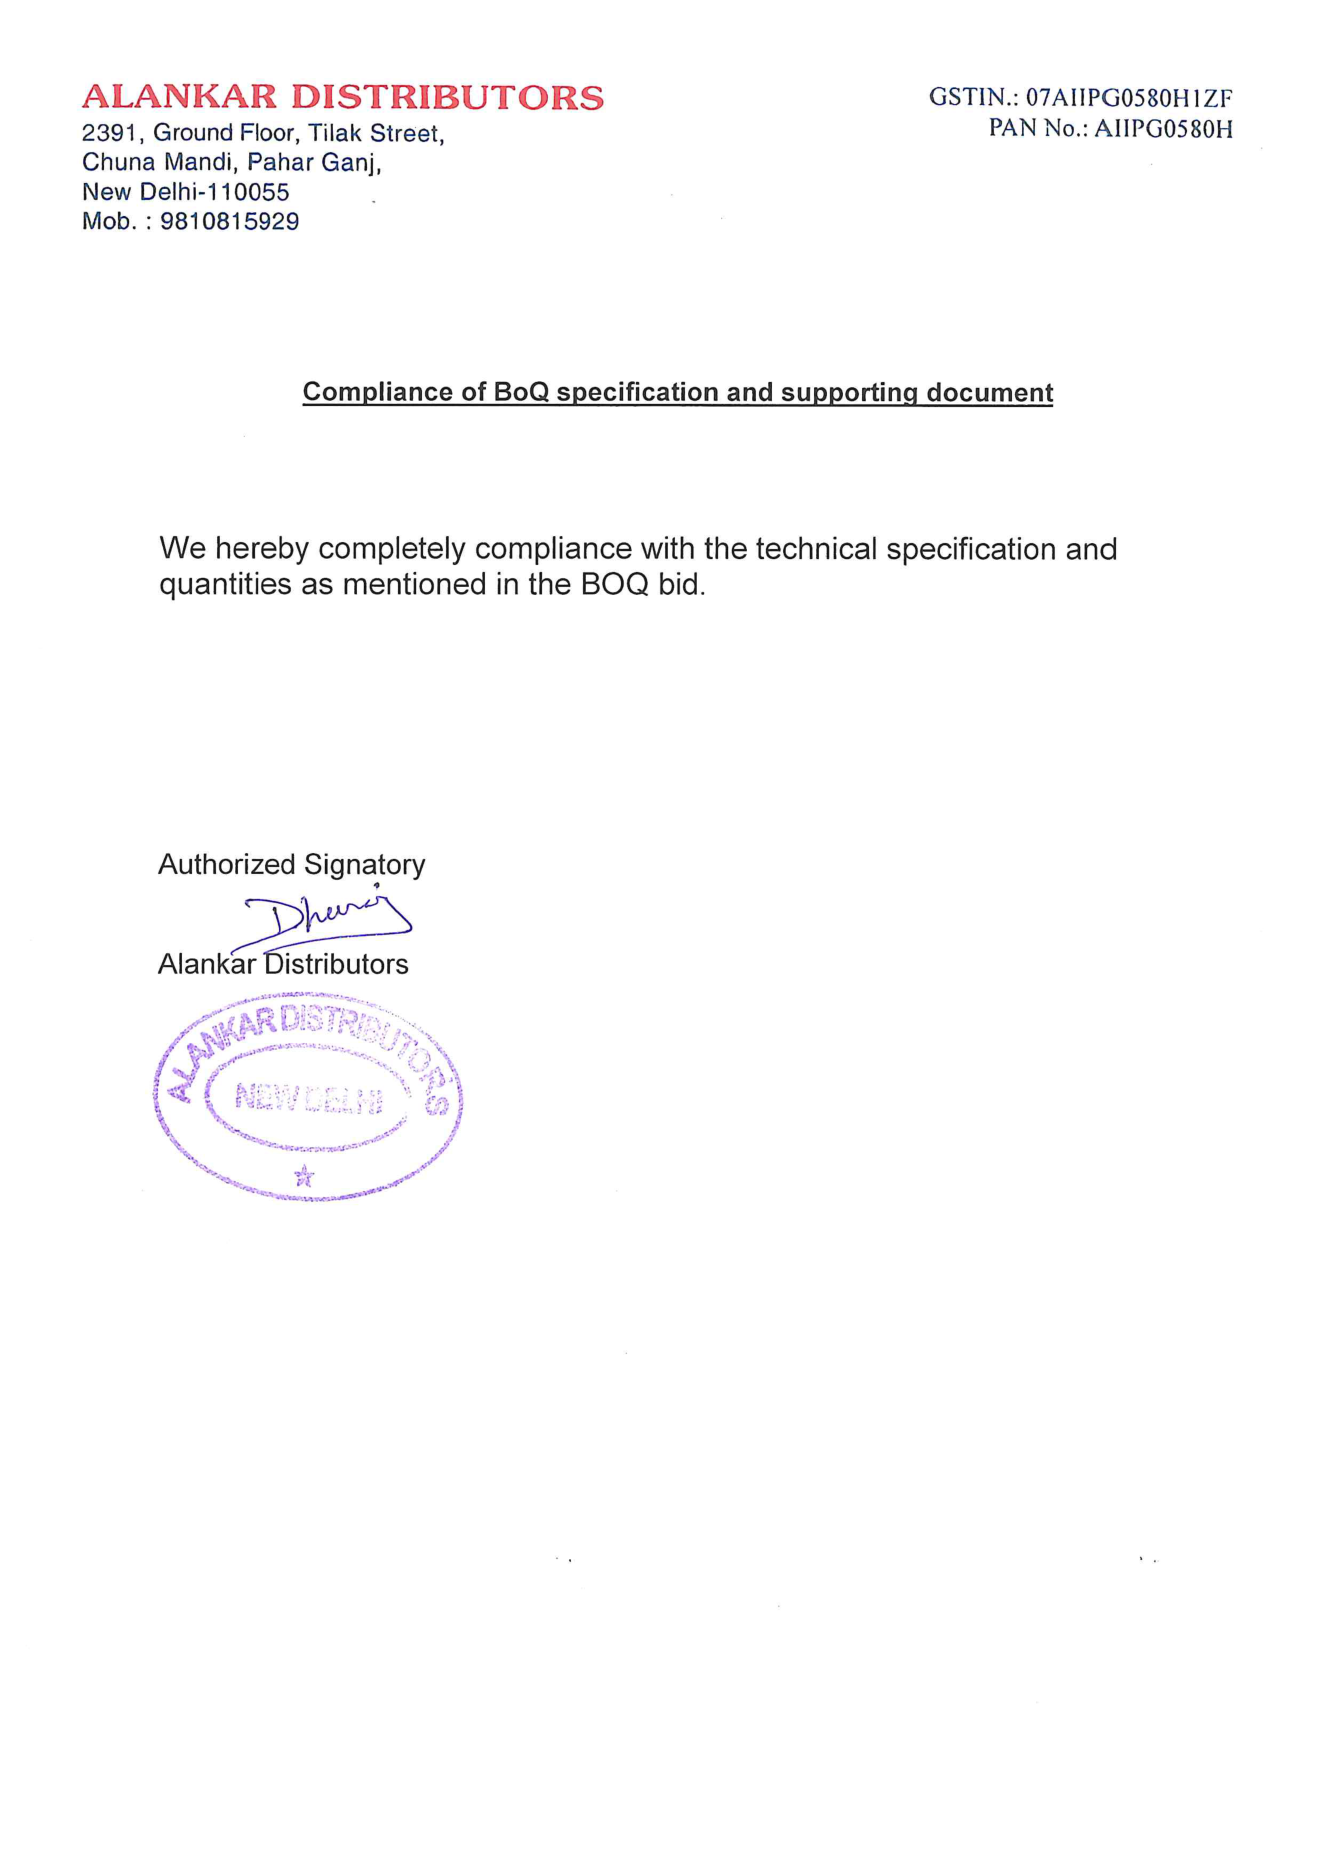 ALANKAR DISTRIBUTORS
2391, Ground Floor, Tilak Street,
Chuna Mandi, Pahar Ganj,
New Delhi-110055
Mob. : 9810815929
GSTIN.: 07AIIPG0580H1ZF
PAN No.: AIIPG0580H
Compliance of BoQ specification and supporting document
We hereby completely compliance with the technical specification and
quantities as mentioned in the BOQ bid.
Authorized Signatory
Dheeraj
Alankar Distributors
ALANKAR DISTRIBUTORS
NEW DELHI